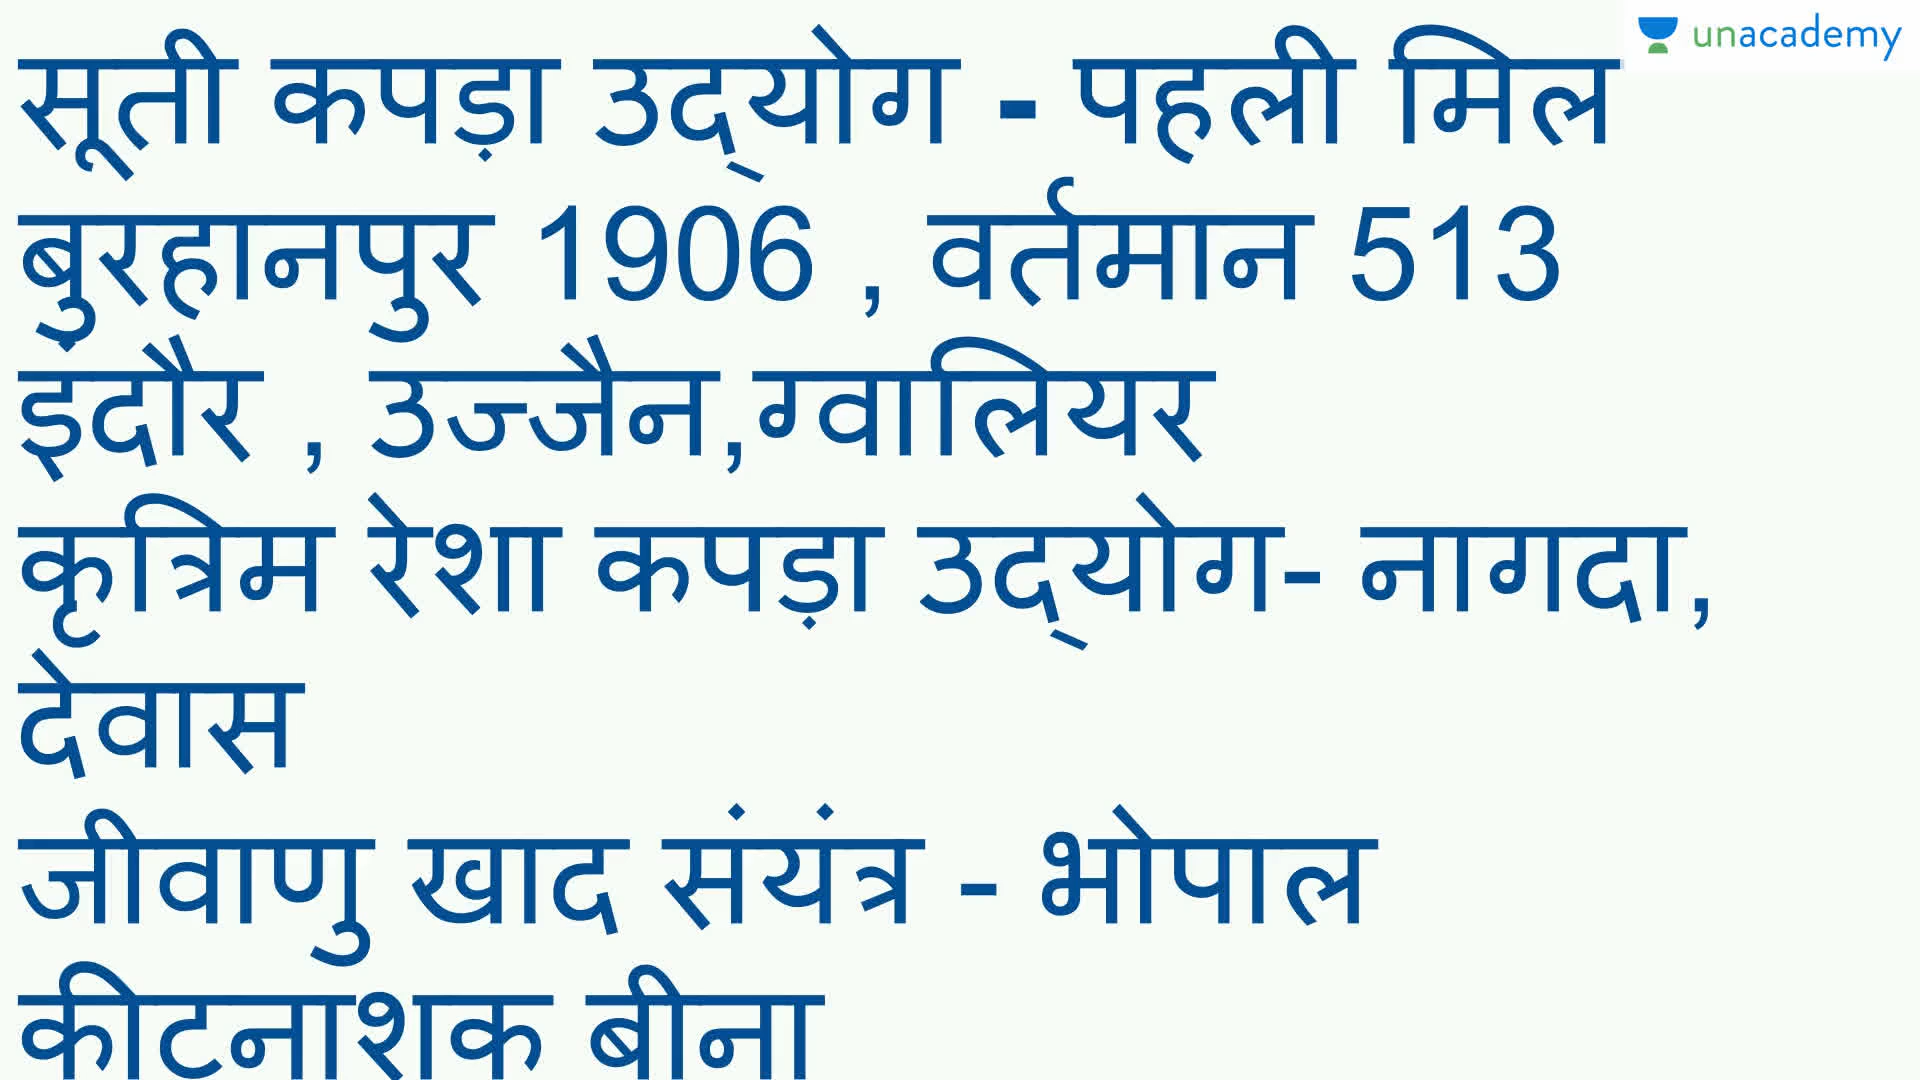 unacademy
सूती कपड़ा उद्योग - पहली मिल
बुरहानपुर 1906 , वर्तमान 513
इंदौर , उज्जैन,ग्वालियर
कृत्रिम रेशा कपड़ा उद्योग- नागदा,
देवास
जीवाणु खाद संयंत्र - भोपाल
कीटनाशक बीना